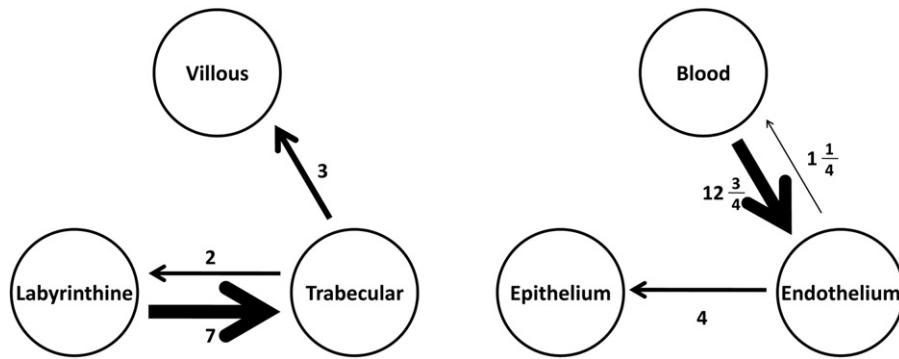 Villous
3
2
Labyrinthine
Trabecular
7
Blood
1 1/4
12 3/4
Epithelium
Endothelium
4